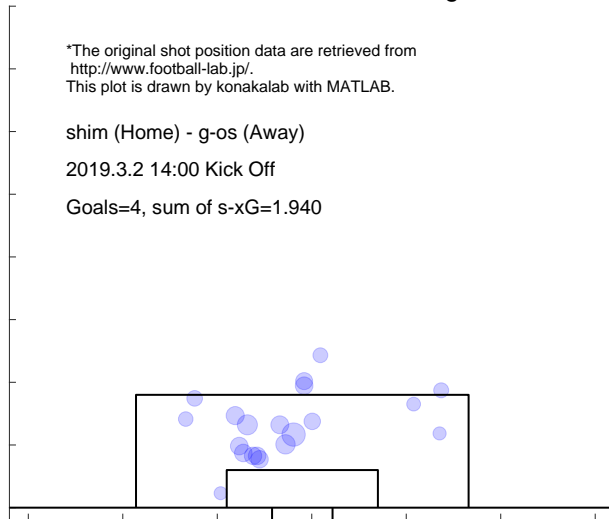 *The original shot position data are retrieved from
http://www.football-lab.jp/.
This plot is drawn by konakalab with MATLAB.
shim (Home) - g-os (Away)
2019.3.2 14:00 Kick Off
Goals=4, sum of s-xG=1.940